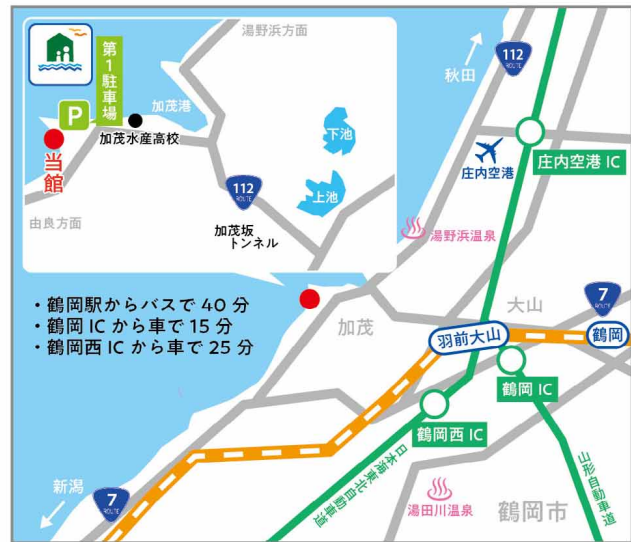 湯野浜方面
第1駐車場
P
加茂港
加茂水産高校
当館
下池
上池
112
ROUTE
加茂坂
トンネル
由良方面
112
ROUTE
秋田
庄内空港
庄内空港 IC
湯野浜温泉
・鶴岡駅からバスで 40 分
・鶴岡 IC から車で 15 分
・鶴岡西 IC から車で 25 分
加茂
大山
7
ROUTE
羽前大山
鶴岡
鶴岡 IC
鶴岡西 IC
日本海東北自動車道
山形自動車道
新潟
7
ROUTE
湯田川温泉
鶴岡市